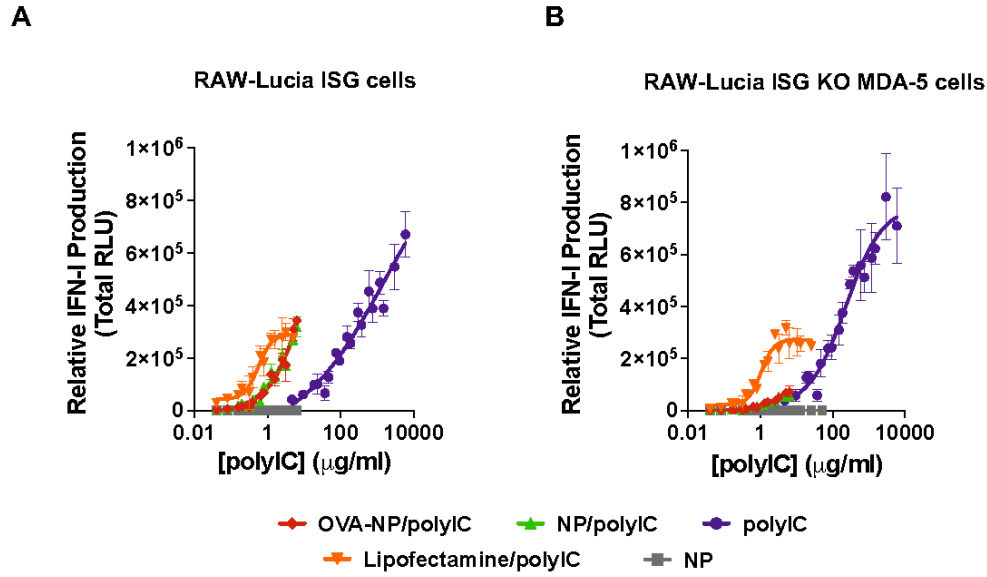 A
B
RAW-Lucia ISG cells
RAW-Lucia ISG KO MDA-5 cells
Relative IFN-I Production
(Total RLU)
1×10⁶
8×10⁵
6×10⁵
4×10⁵
2×10⁵
0
0.01
1
100
10000
[polyIC] (μg/ml)
Relative IFN-I Production
(Total RLU)
1×10⁶
8×10⁵
6×10⁵
4×10⁵
2×10⁵
0
0.01
1
100
10000
[polyIC] (μg/ml)
OVA-NP/polyIC
NP/polyIC
polyIC
Lipofectamine/polyIC
NP